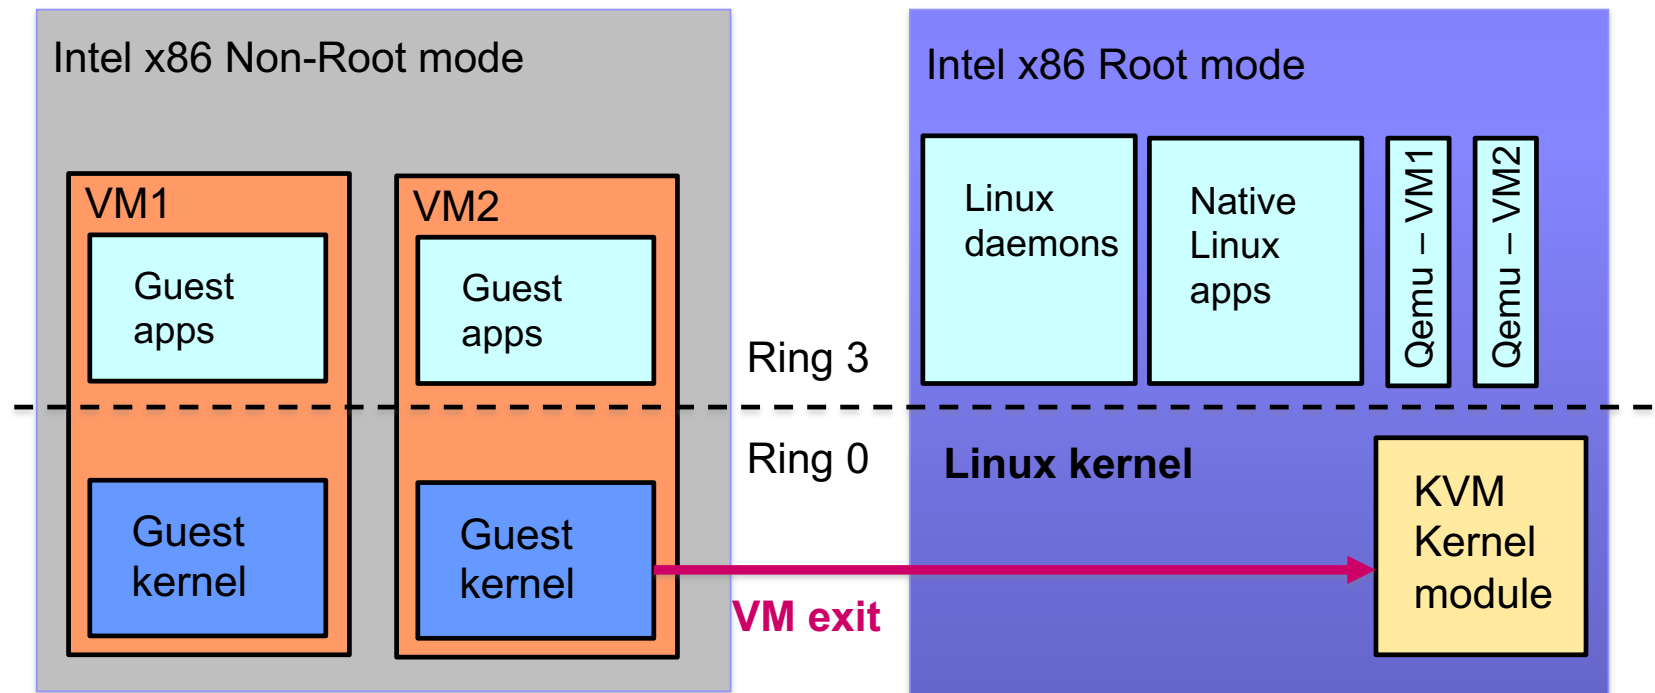 Intel x86 Non-Root mode
VM1
Guest
apps
Guest
kernel
VM2
Guest
apps
Guest
kernel
Ring 3
Ring 0
VM exit
Intel x86 Root mode
Linux
daemons
Native
Linux
apps
Qemu – VM1
Qemu – VM2
Linux kernel
KVM
Kernel
module